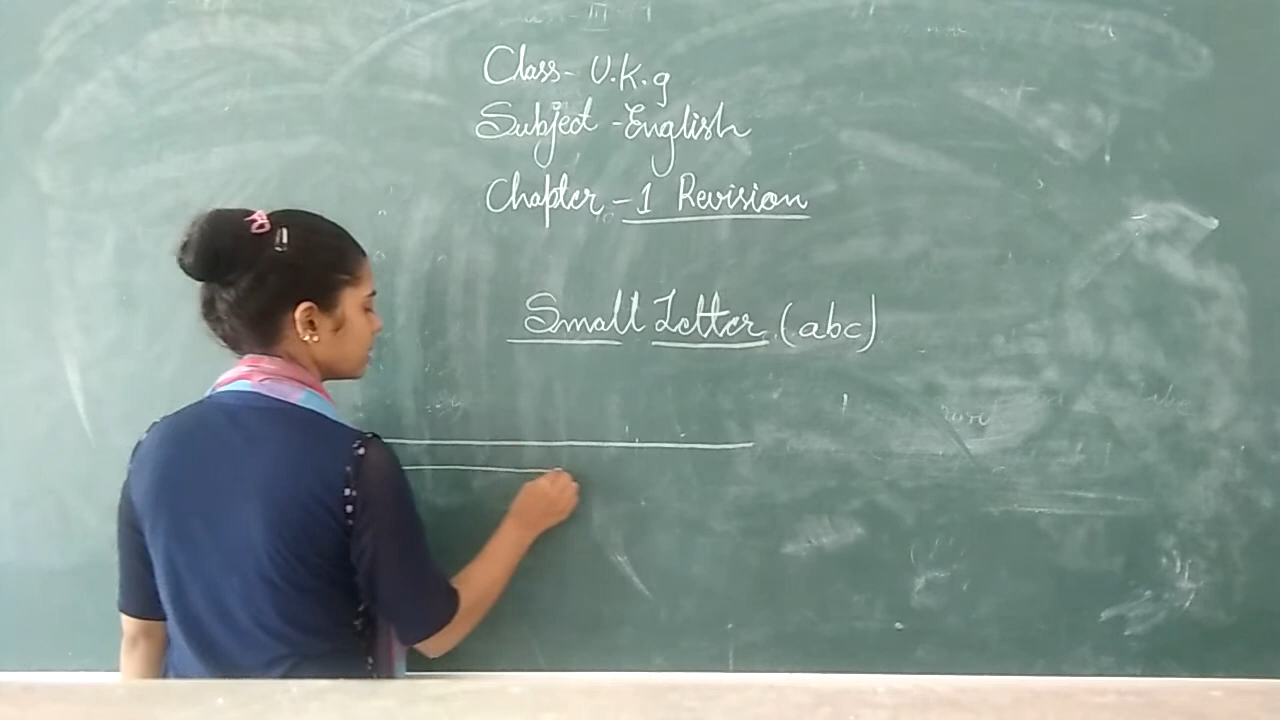 Class- U.K.g
Subject -English
Chapter -1 Revision
Small Letter (abc)